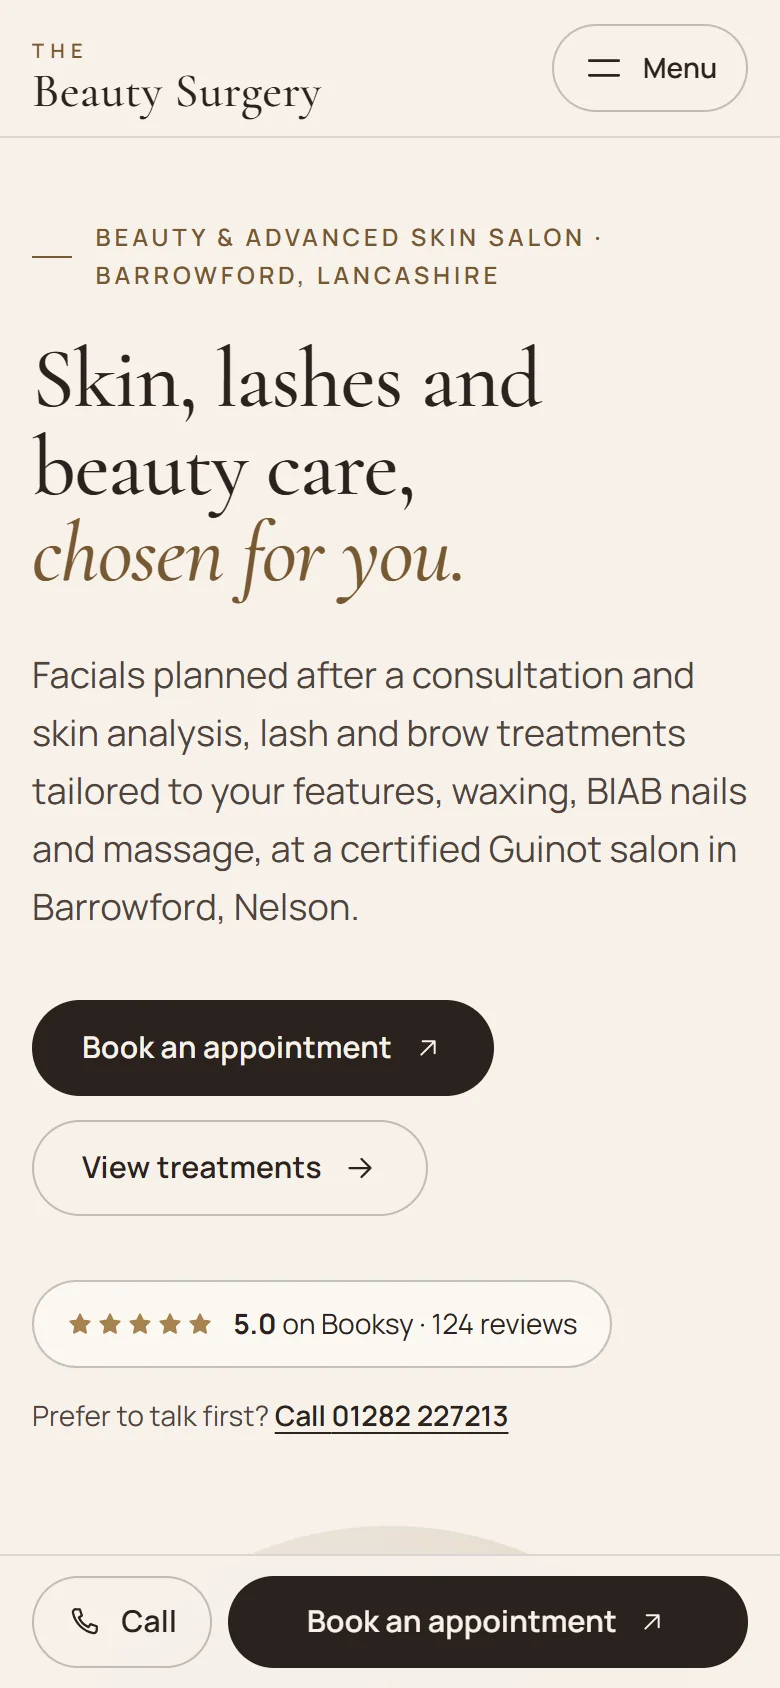 THE
Beauty Surgery
Menu
BEAUTY & ADVANCED SKIN SALON ·
BARROWFORD, LANCASHIRE
Skin, lashes and
beauty care,
chosen for you.
Facials planned after a consultation and
skin analysis, lash and brow treatments
tailored to your features, waxing, BIAB nails
and massage, at a certified Guinot salon in
Barrowford, Nelson.
Book an appointment
View treatments
5.0 on Booksy · 124 reviews
Prefer to talk first? Call 01282 227213
Call
Book an appointment